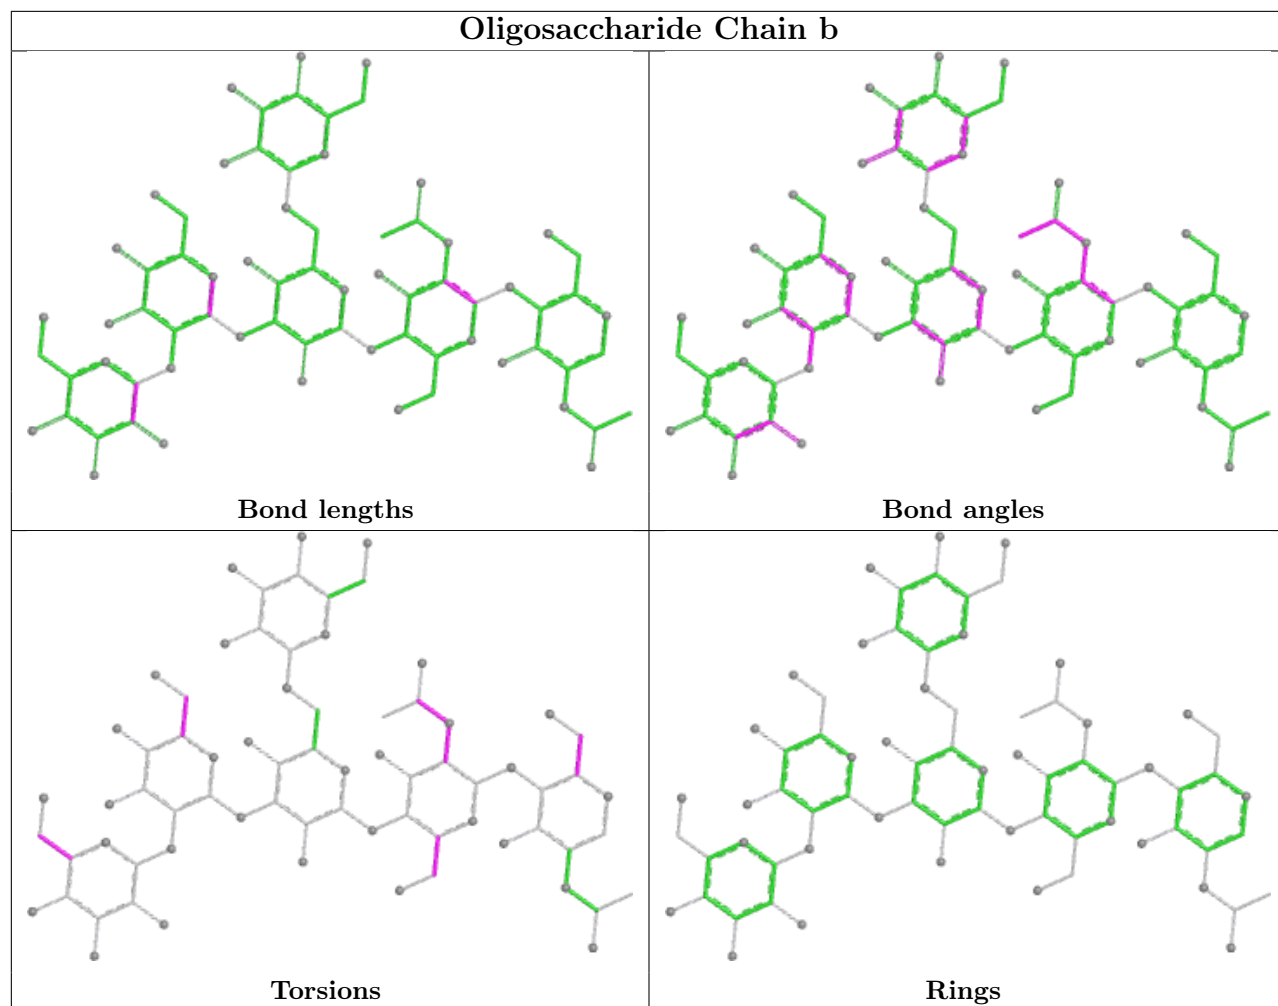 Oligosaccharide Chain b
Bond lengths
Bond angles
Torsions
Rings